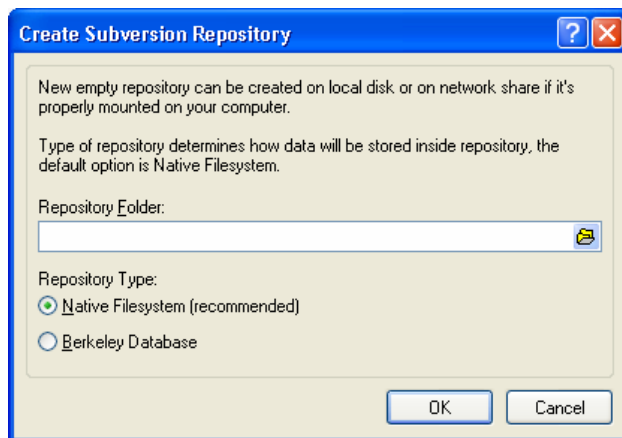 Create Subversion Repository
New empty repository can be created on local disk or on network share if it's
properly mounted on your computer.
Type of repository determines how data will be stored inside repository, the
default option is Native Filesystem.
Repository Folder:
Repository Type:
Native Filesystem (recommended)
Berkeley Database
OK
Cancel